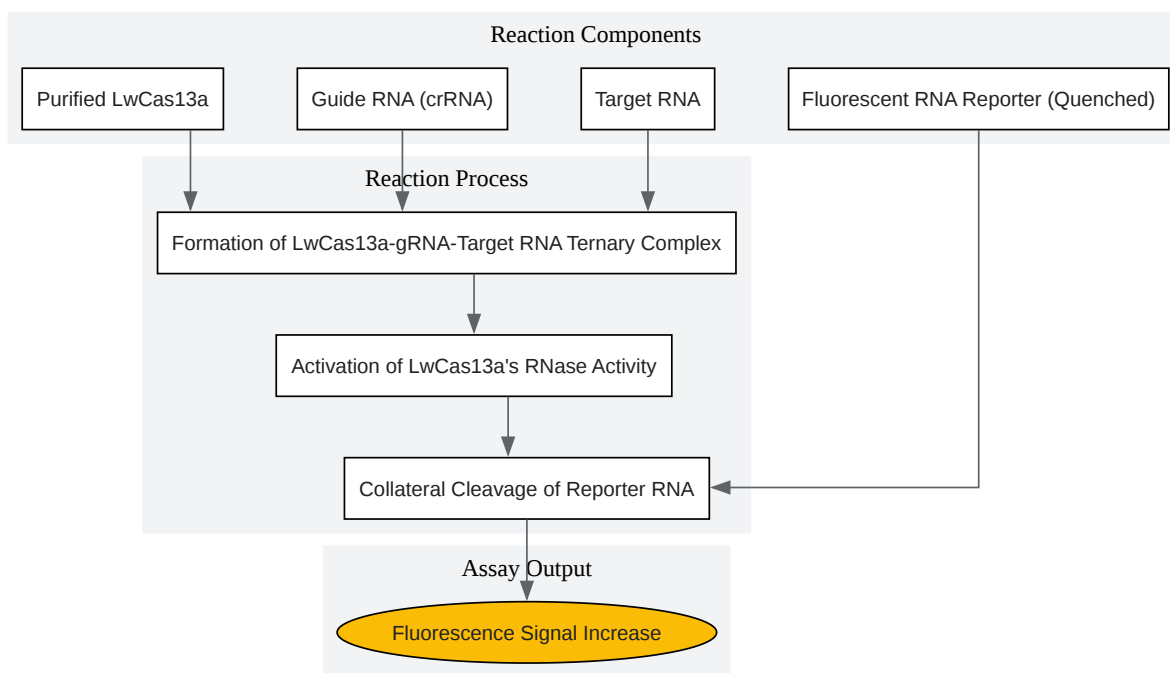 Reaction Components
Purified LwCas13a
Guide RNA (crRNA)
Target RNA
Fluorescent RNA Reporter (Quenched)
Reaction Process
Formation of LwCas13a-gRNA-Target RNA Ternary Complex
Activation of LwCas13a's RNase Activity
Collateral Cleavage of Reporter RNA
Assay Output
Fluorescence Signal Increase